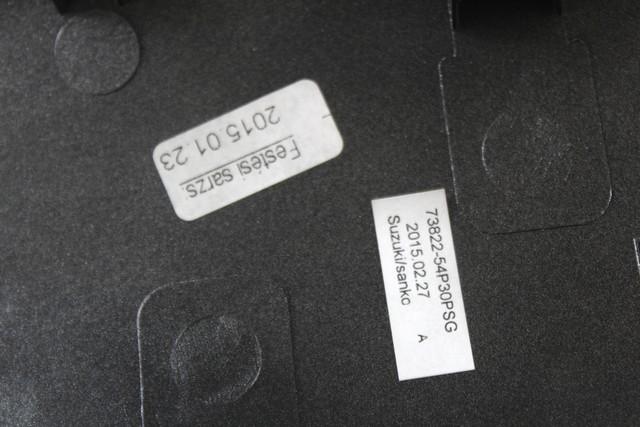 Festési sarzs:
2015.01.23
73822-54P30PSG
2015.02.27 A
Suzuki/sanko